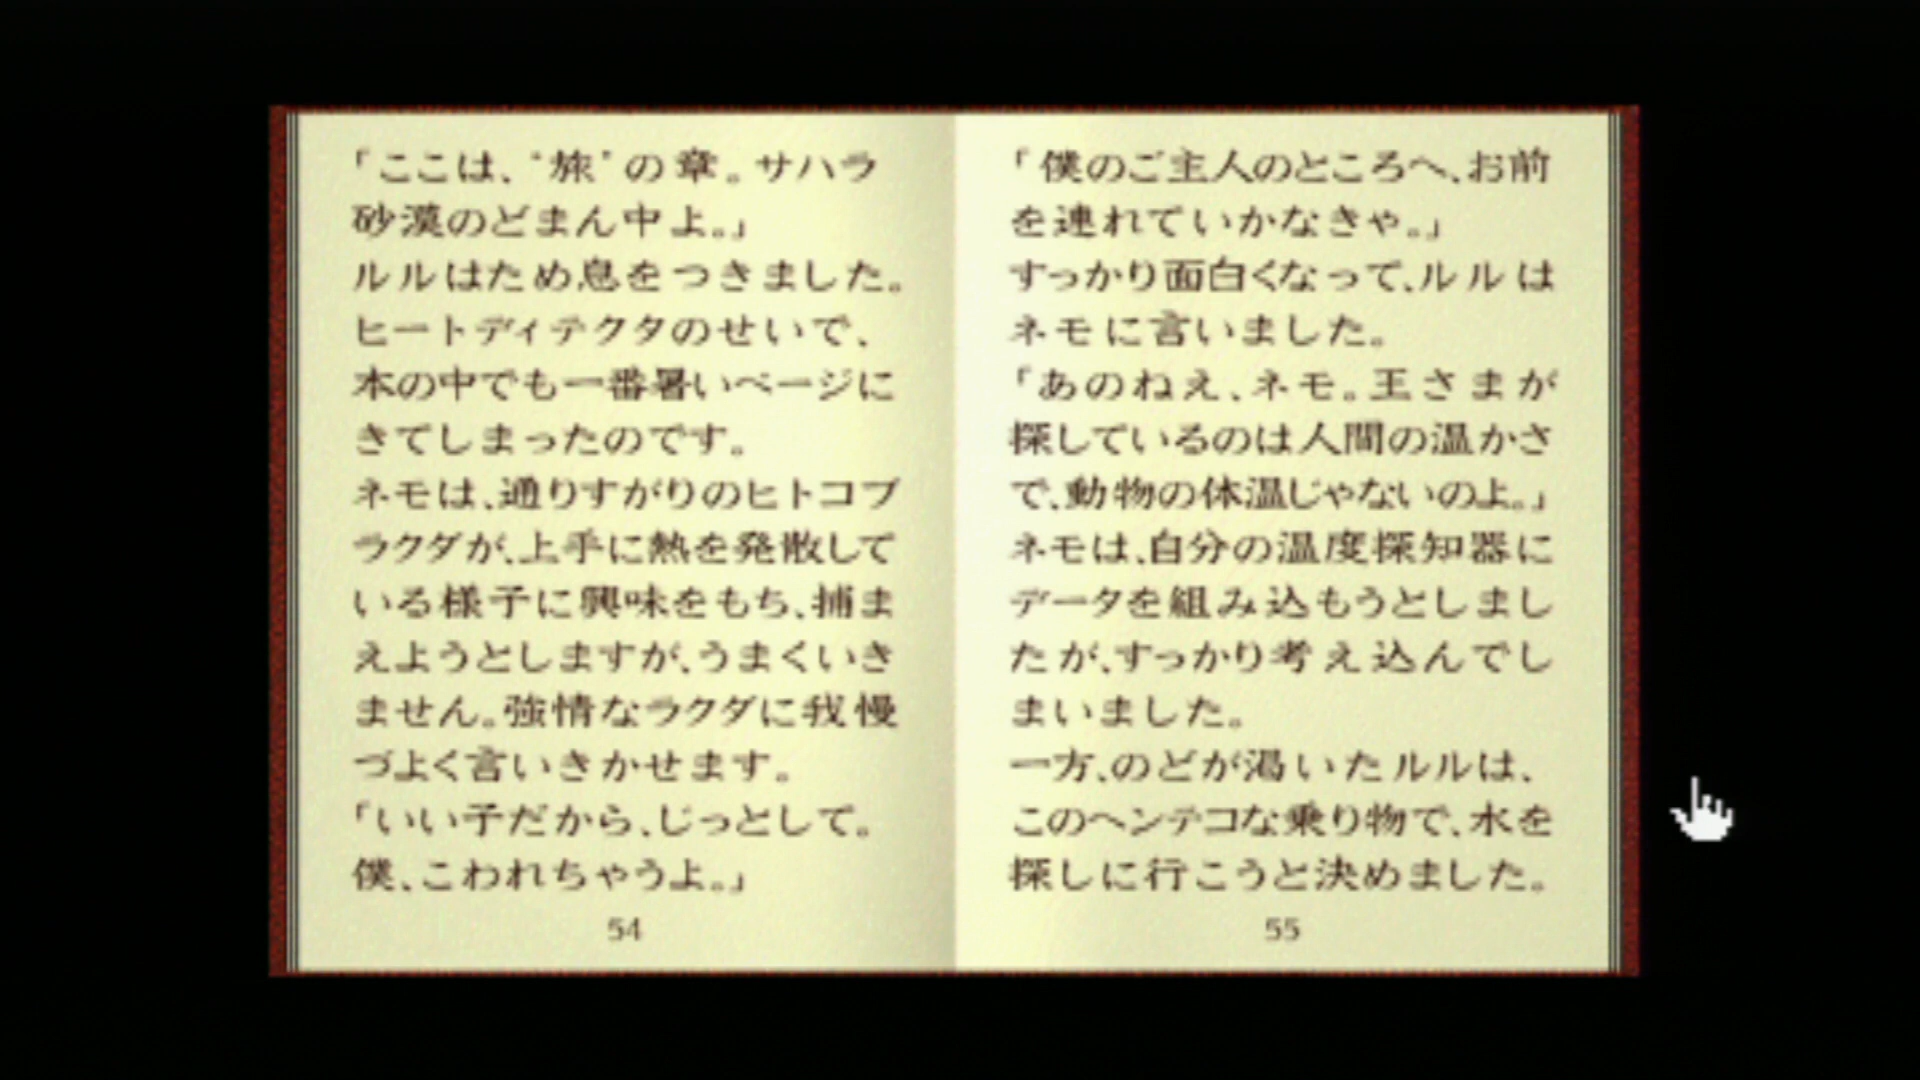 「ここは、“旅”の章。サハラ
砂漠のどまん中よ。」
ルルはため息をつきました。
ヒートディテクタのせいで、
本の中でも一番暑いページに
きてしまったのです。
ネモは、通りすがりのヒトコブ
ラクダが、上手に熱を発散して
いる様子に興味をもち、捕ま
えようとしますが、うまくいき
ません。強情なラクダに我慢
づよく言いきかせます。
「いい子だから、じっとして。
僕、こわれちゃうよ。」
54
「僕のご主人のところへ、お前
を連れていかなきゃ。」
すっかり面白くなって、ルルは
ネモに言いました。
「あのねえ、ネモ。王さまが
探しているのは人間の温かさ
で、動物の体温じゃないのよ。」
ネモは、自分の温度探知器に
データを組み込もうとしまし
たが、すっかり考え込んでし
まいました。
一方、のどが渇いたルルは、
このヘンテコな乗り物で、水を
探しに行こうと決めました。
55